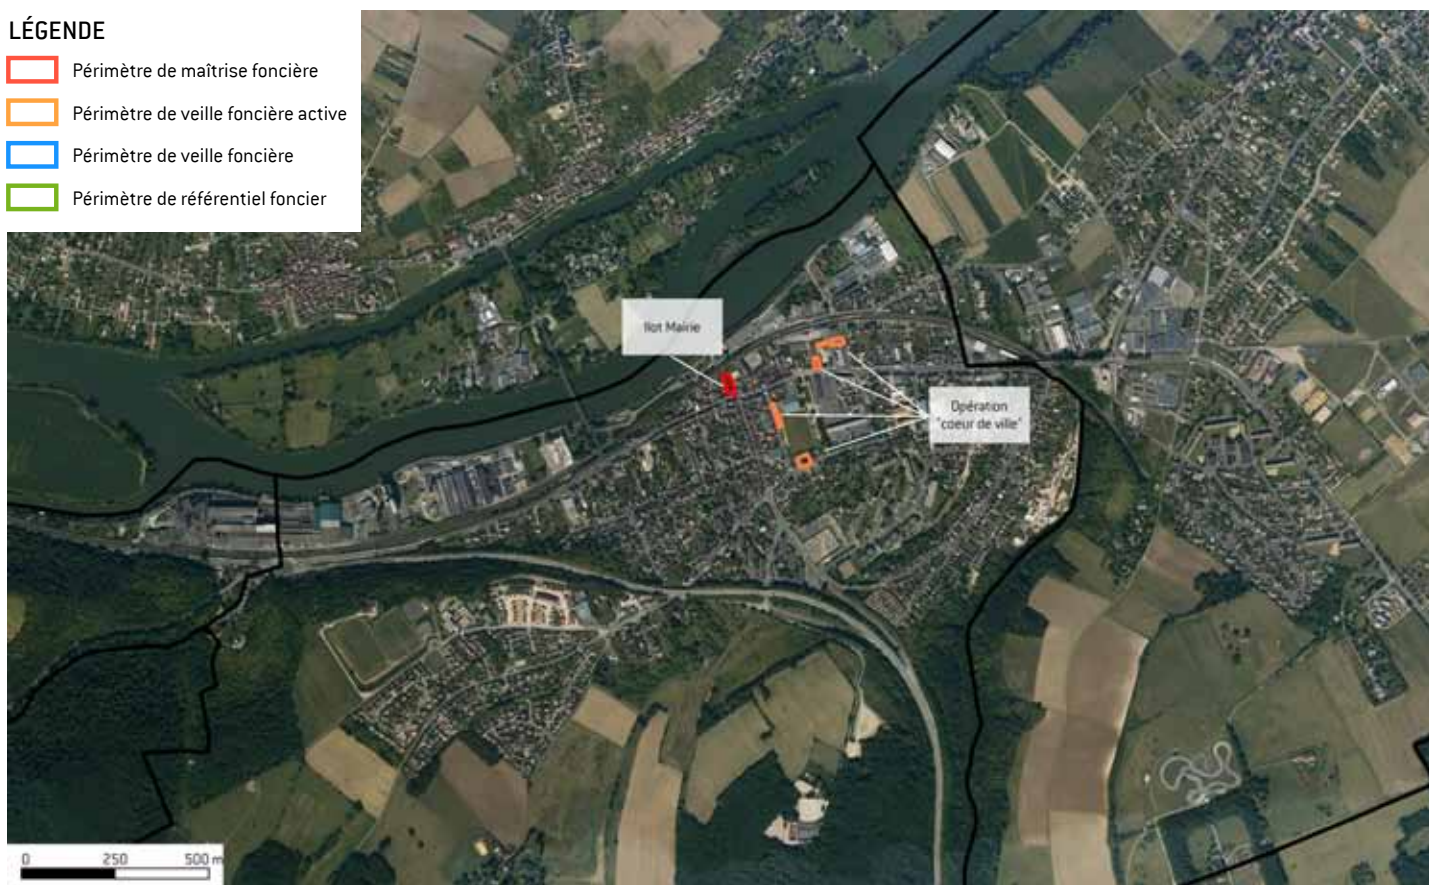 LÉGENDE
Périmètre de maîtrise foncière
Périmètre de veille foncière active
Périmètre de veille foncière
Périmètre de référentiel foncier
Ilot Mairie
Opération
"coeur de ville"
0 250 500 m